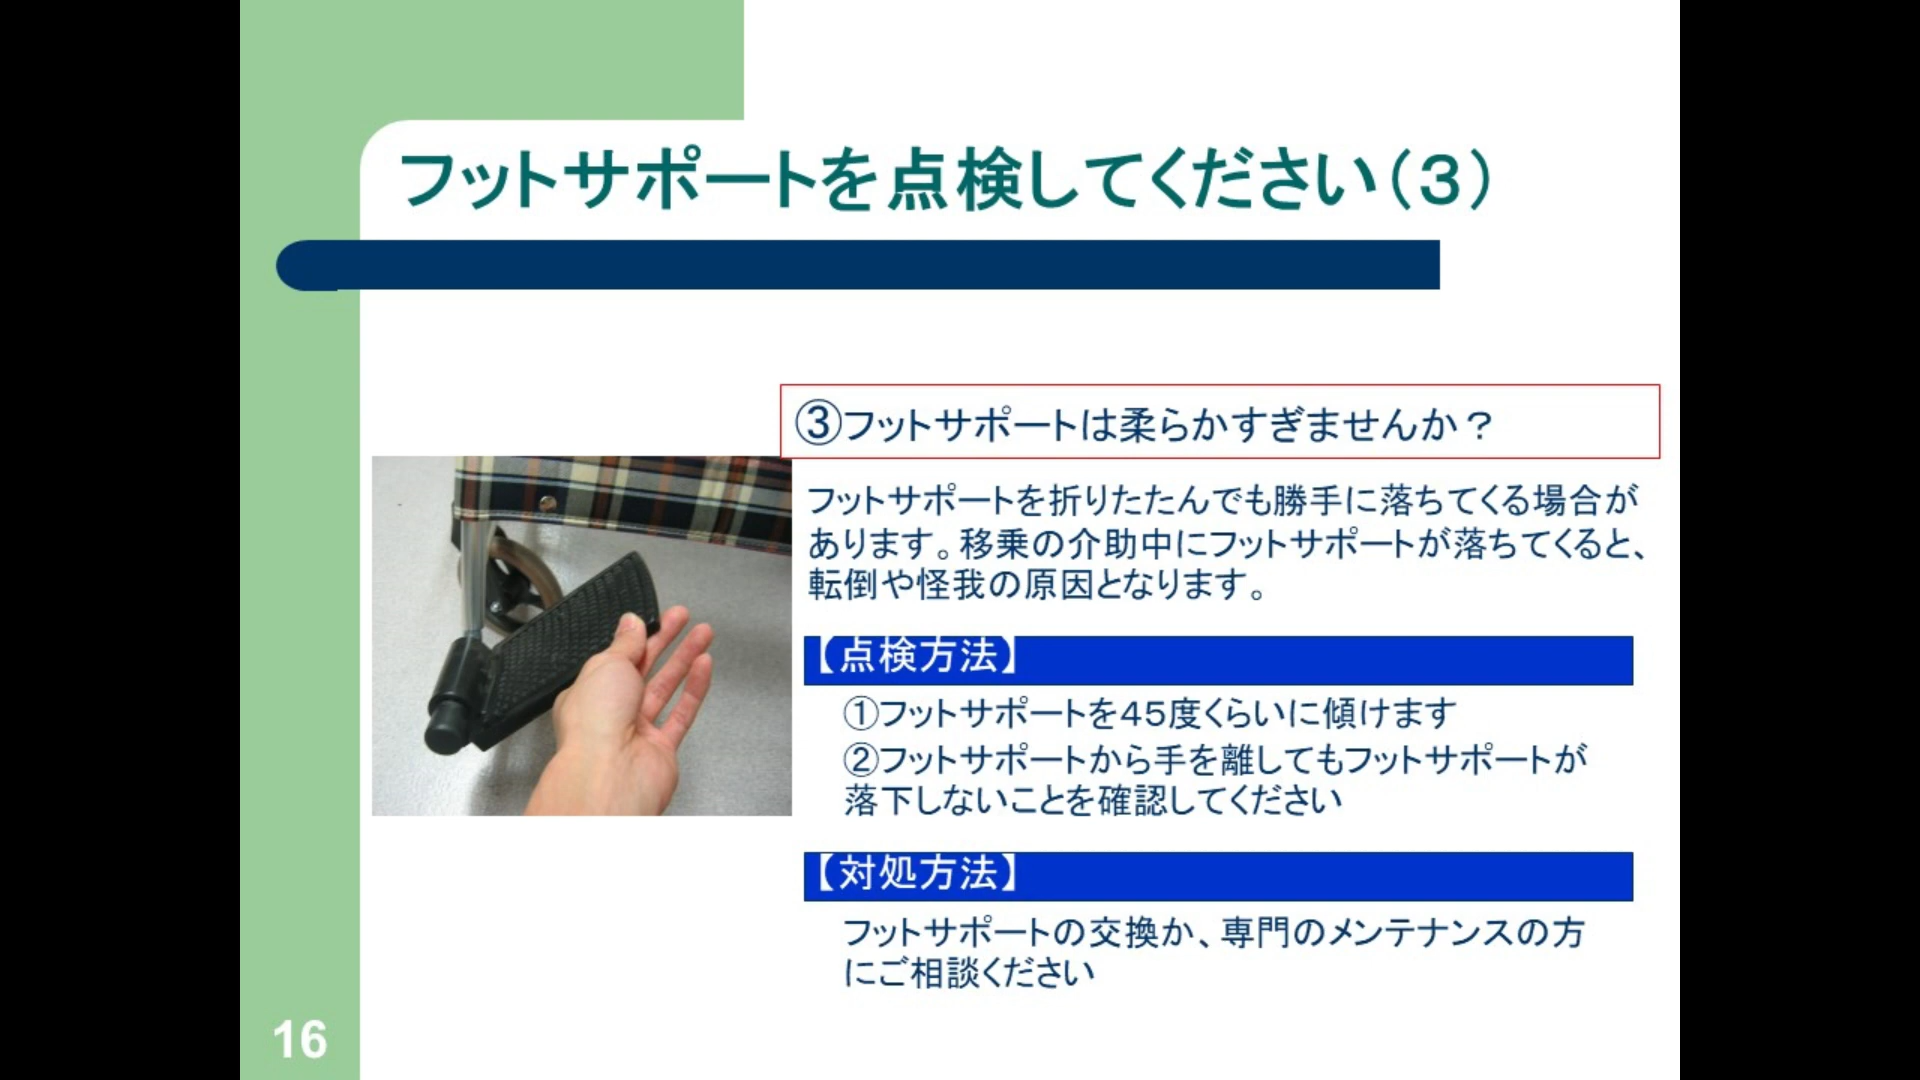 フットサポートを点検してください（３）
③フットサポートは柔らかすぎませんか？
フットサポートを折りたたんでも勝手に落ちてくる場合が
あります。移乗の介助中にフットサポートが落ちてくると、
転倒や怪我の原因となります。
【点検方法】
①フットサポートを４５度くらいに傾けます
②フットサポートから手を離してもフットサポートが
落下しないことを確認してください
【対処方法】
フットサポートの交換か、専門のメンテナンスの方
にご相談ください
16